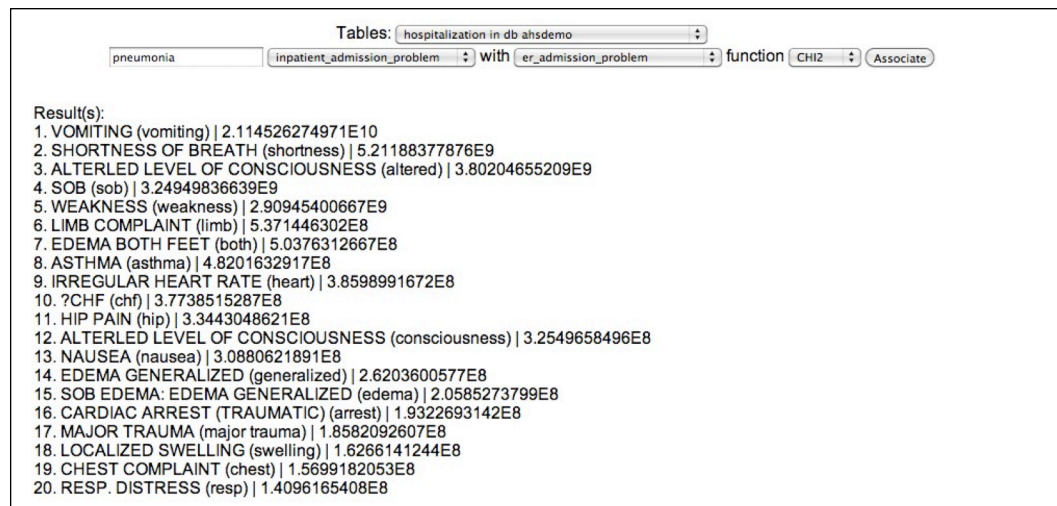 Tables: hospitalization in db ahsdemo
pneumonia inpatient_admission_problem with er_admission_problem function CHI2 Associate
Result(s):
1. VOMITING (vomiting) | 2.114526274971E10
2. SHORTNESS OF BREATH (shortness) | 5.21188377876E9
3. ALTERLED LEVEL OF CONSCIOUSNESS (altered) | 3.80204655209E9
4. SOB (sob) | 3.24949836639E9
5. WEAKNESS (weakness) | 2.90945400667E9
6. LIMB COMPLAINT (limb) | 5.371446302E8
7. EDEMA BOTH FEET (both) | 5.0376312667E8
8. ASTHMA (asthma) | 4.8201632917E8
9. IRREGULAR HEART RATE (heart) | 3.8598991672E8
10. ?CHF (chf) | 3.7738515287E8
11. HIP PAIN (hip) | 3.3443048621E8
12. ALTERLED LEVEL OF CONSCIOUSNESS (consciousness) | 3.2549658496E8
13. NAUSEA (nausea) | 3.0880621891E8
14. EDEMA GENERALIZED (generalized) | 2.6203600577E8
15. SOB EDEMA: EDEMA GENERALIZED (edema) | 2.0585273799E8
16. CARDIAC ARREST (TRAUMATIC) (arrest) | 1.9322693142E8
17. MAJOR TRAUMA (major trauma) | 1.8582092607E8
18. LOCALIZED SWELLING (swelling) | 1.6266141244E8
19. CHEST COMPLAINT (chest) | 1.5699182053E8
20. RESP. DISTRESS (resp) | 1.4096165408E8